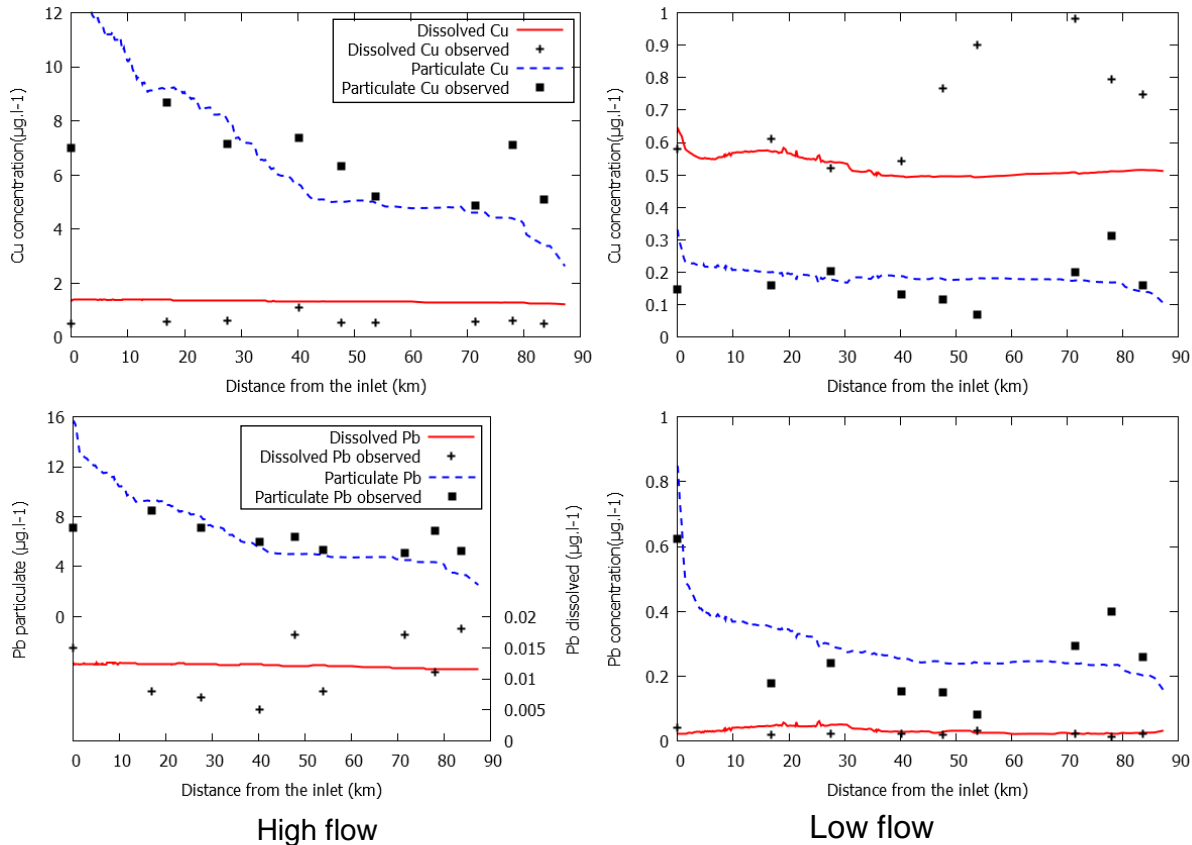 12
10
8
6
4
2
0
Cu concentration(µg.l-1)
Dissolved Cu
Dissolved Cu observed
Particulate Cu
Particulate Cu observed
0 10 20 30 40 50 60 70 80 90
Distance from the inlet (km)
1
0.9
0.8
0.7
0.6
0.5
0.4
0.3
0.2
0.1
0
Cu concentration(µg.l-1)
0 10 20 30 40 50 60 70 80 90
Distance from the inlet (km)
16
12
8
4
0
Pb particulate (µg.l-1)
Dissolved Pb
Dissolved Pb observed
Particulate Pb
Particulate Pb observed
0.02
0.015
0.01
0.005
0
Pb dissolved (µg.l-1)
0 10 20 30 40 50 60 70 80 90
Distance from the inlet (km)
1
0.8
0.6
0.4
0.2
0
Pb concentration(µg.l-1)
0 10 20 30 40 50 60 70 80 90
Distance from the inlet (km)
High flow
Low flow